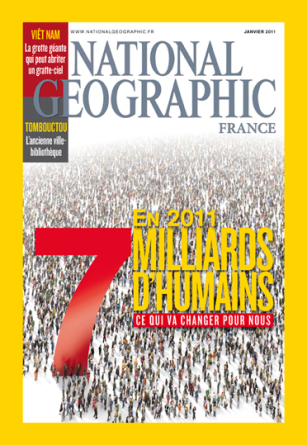 VIÊT NAM
La grotte géante
qui peut abriter
un gratte-ciel
WWW.NATIONALGEOGRAPHIC.FR
JANVIER 2011
NATIONAL
GEOGRAPHIC
FRANCE
TOMBOUCTOU
L'ancienne ville-
bibliothèque
EN 2011
7 MILLIARDS
D'HUMAINS
CE QUI VA CHANGER POUR NOUS